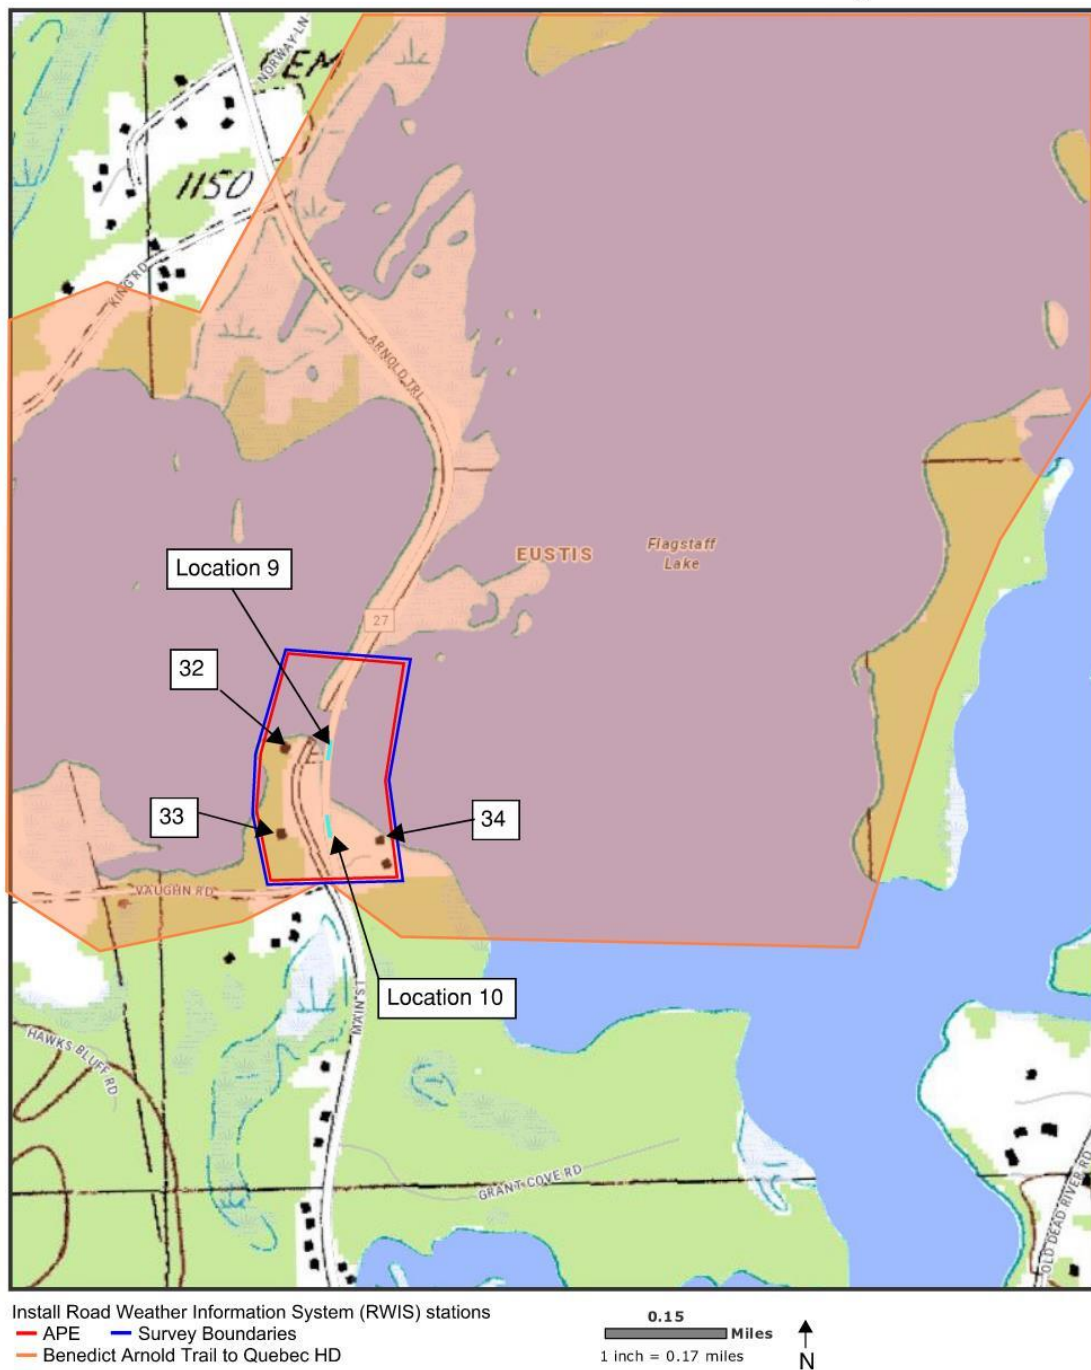 NORWAY LN
CEM
1150
KING RD
ARNOLD TRL
Location 9
EUSTIS
Flagstaff
Lake
27
32
33
34
VAUGHN RD
Location 10
MAIN ST
HAWKS BLUFF RD
GRANT COVE RD
OLD DEAD RIVER RD
Install Road Weather Information System (RWIS) stations
APE Survey Boundaries
Benedict Arnold Trail to Quebec HD
0.15
Miles
1 inch = 0.17 miles
N